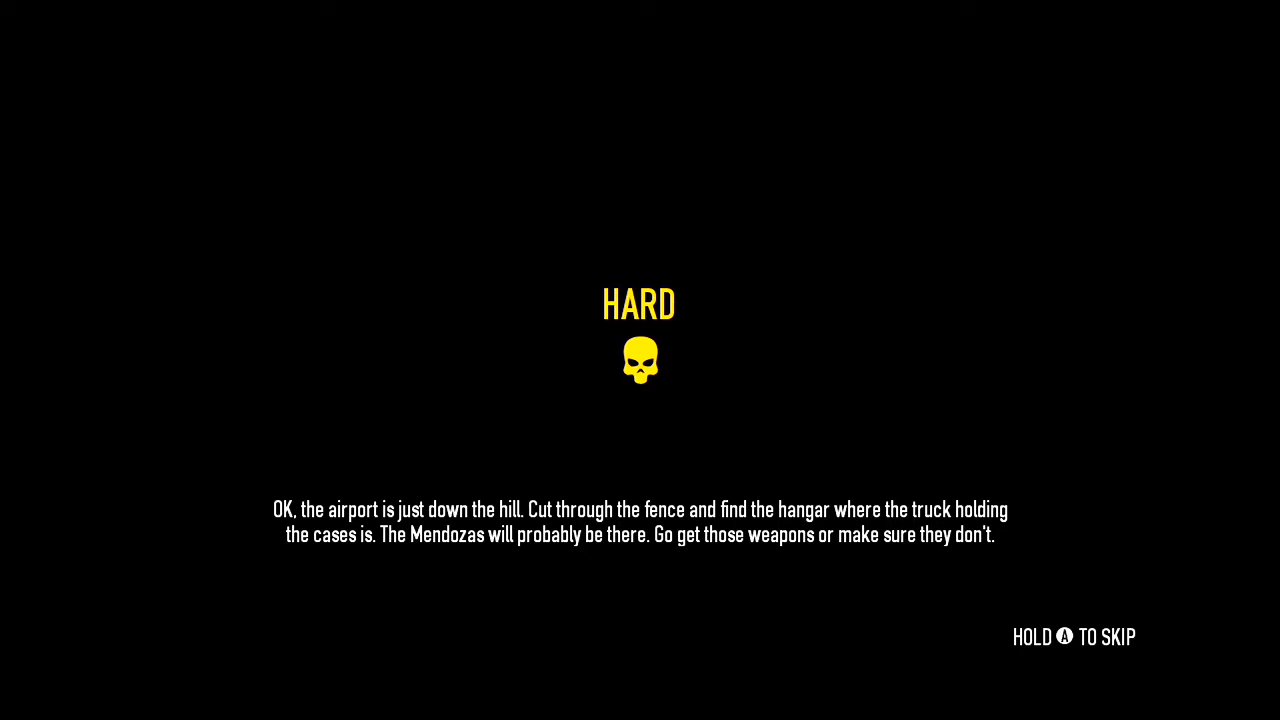 HARD
OK, the airport is just down the hill. Cut through the fence and find the hangar where the truck holding
the cases is. The Mendozas will probably be there. Go get those weapons or make sure they don't.
HOLD A TO SKIP